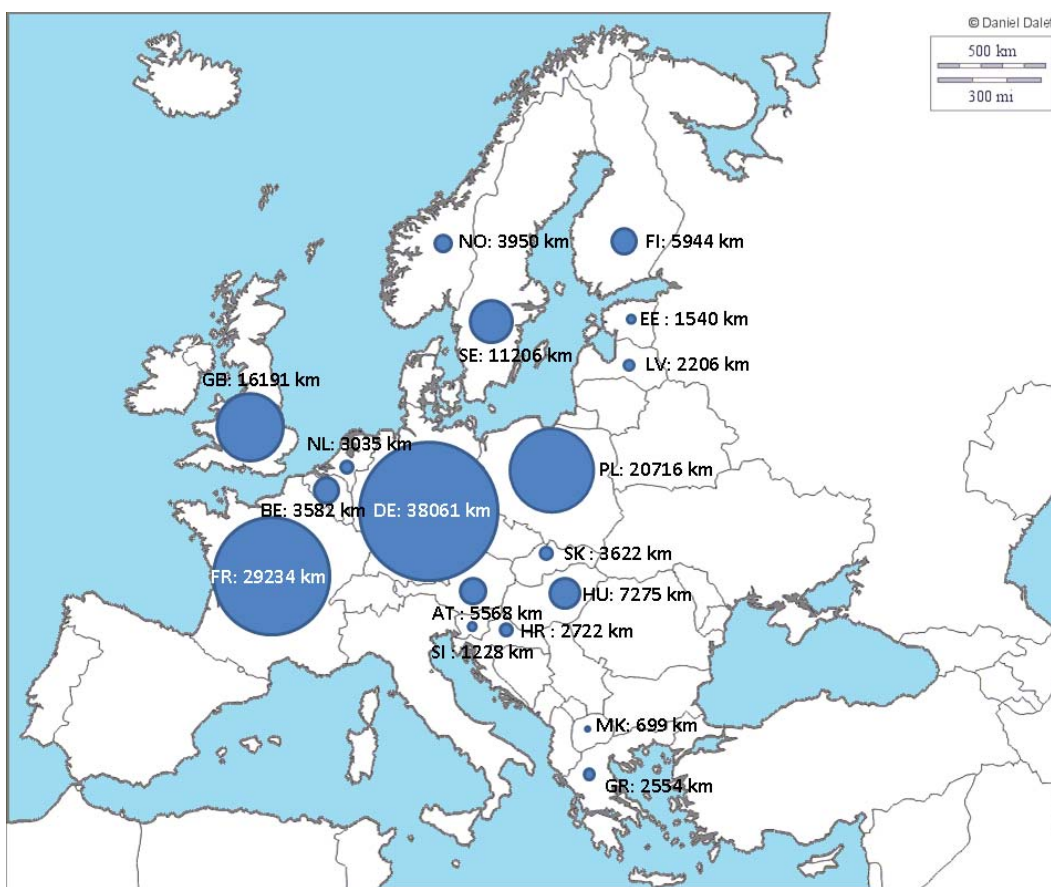 © Daniel Dalet
500 km
300 mi
NO: 3950 km
FI: 5944 km
EE : 1540 km
SE: 11206 km
LV: 2206 km
GB: 16191 km
NL: 3035 km
PL: 20716 km
BE: 3582 km
DE: 38061 km
SK : 3622 km
FR: 29234 km
HU: 7275 km
AT : 5568 km
HR : 2722 km
SI : 1228 km
MK: 699 km
GR: 2554 km